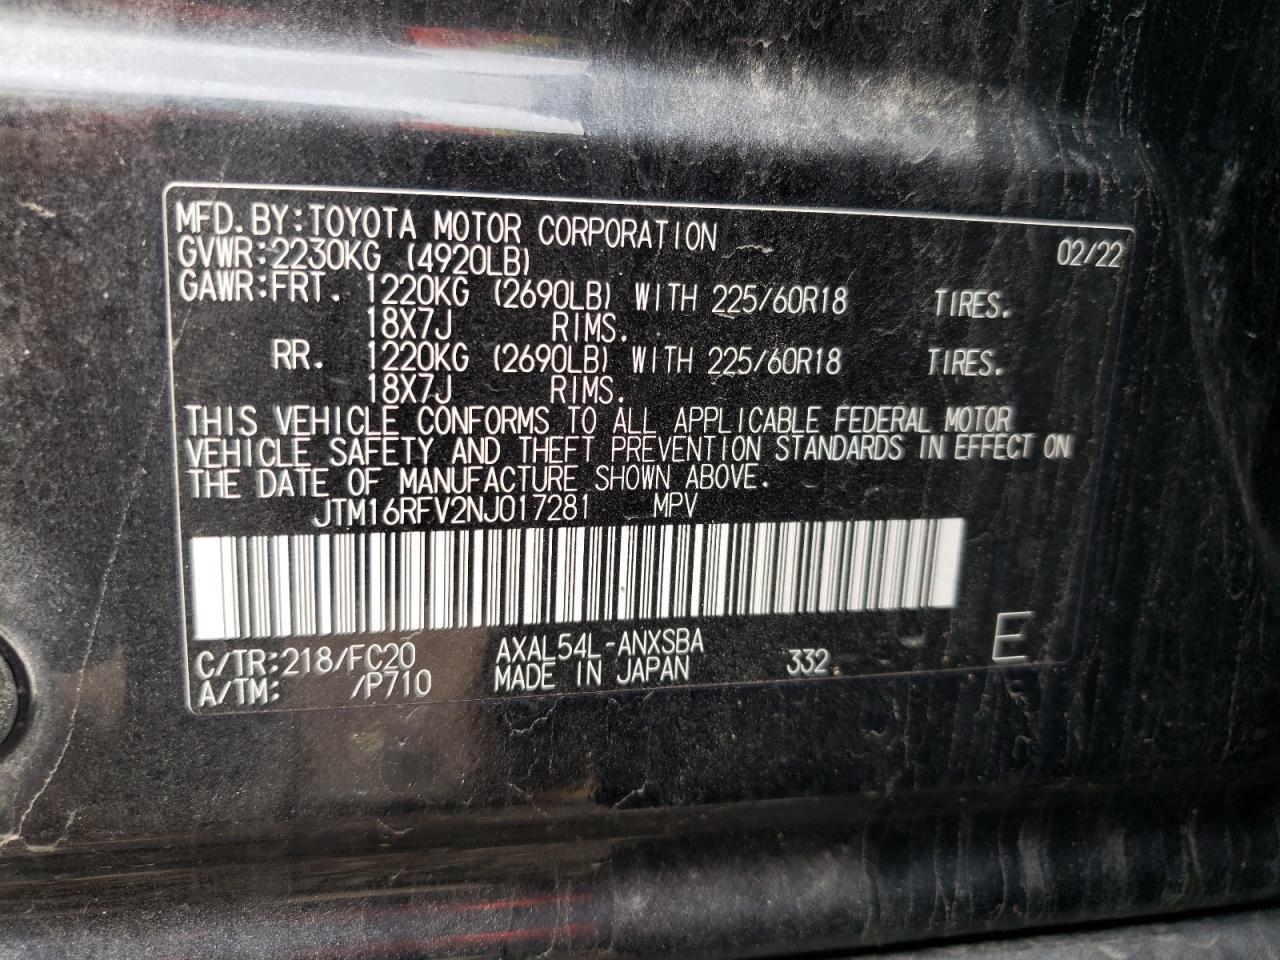 MFD.BY:TOYOTA MOTOR CORPORATION 02/22
GVWR:2230KG (4920LB)
GAWR:FRT. 1220KG (2690LB) WITH 225/60R18 TIRES.
18X7J RIMS.
RR. 1220KG (2690LB) WITH 225/60R18 TIRES.
18X7J RIMS.
THIS VEHICLE CONFORMS TO ALL APPLICABLE FEDERAL MOTOR
VEHICLE SAFETY AND THEFT PREVENTION STANDARDS IN EFFECT ON
THE DATE OF MANUFACTURE SHOWN ABOVE.
JTM16RFV2NJ017281 MPV
C/TR:218/FC20 AXAL54L-ANXSBA
A/TM: /P710 MADE IN JAPAN 332 E